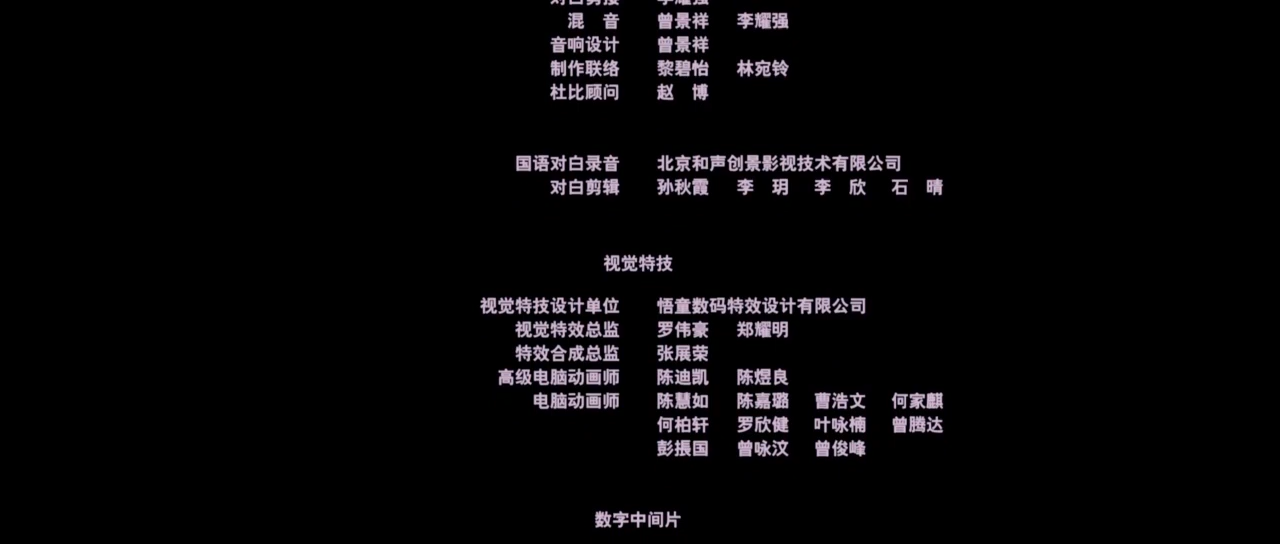 对白剪接 李耀强
混 音 曾景祥 李耀强
音响设计 曾景祥
制作联络 黎碧怡 林宛铃
杜比顾问 赵 博
国语对白录音 北京和声创景影视技术有限公司
对白剪辑 孙秋霞 李 玥 李 欣 石 晴
视觉特技
视觉特技设计单位 悟童数码特效设计有限公司
视觉特效总监 罗伟豪 郑耀明
特效合成总监 张展荣
高级电脑动画师 陈迪凯 陈煜良
电脑动画师 陈慧如 陈嘉璐 曹浩文 何家麒
何柏轩 罗欣健 叶咏楠 曾腾达
彭挸国 曾咏汶 曾俊峰
数字中间片